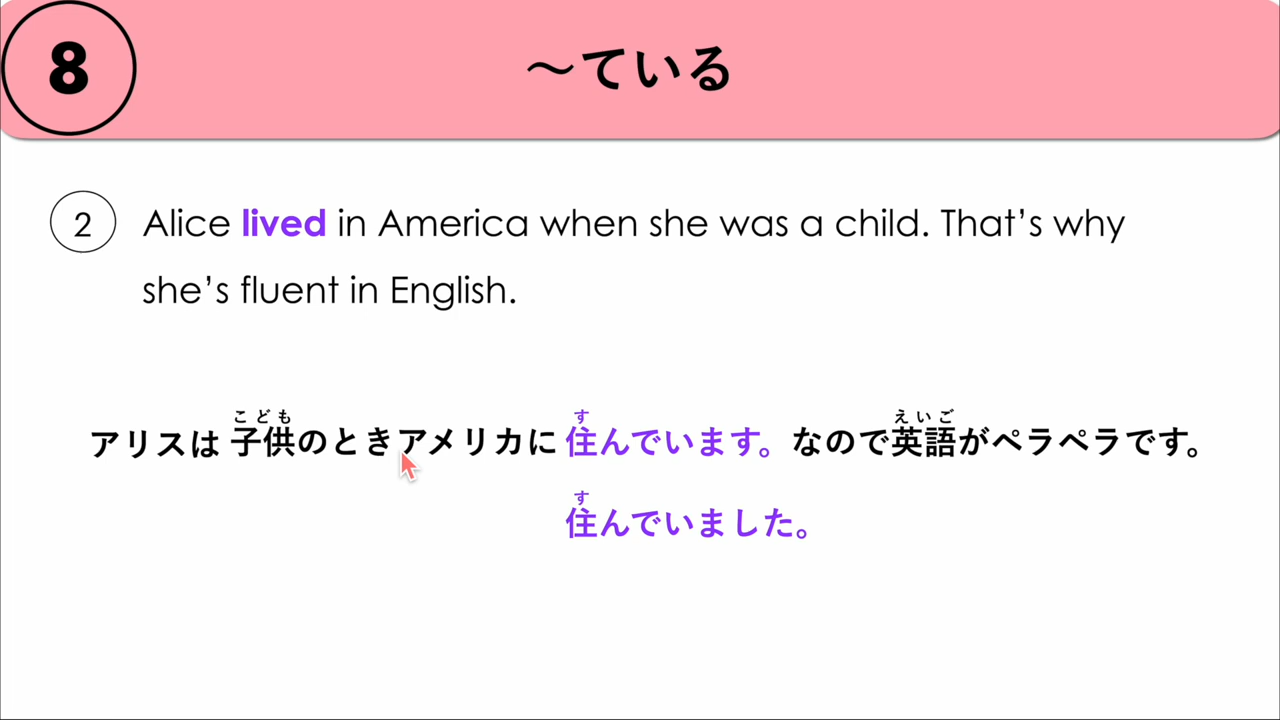 8
～ている
2 Alice lived in America when she was a child. That's why
she's fluent in English.
こども す えいご
アリスは子供のときアメリカに住んでいます。なので英語がペラペラです。
す
住んでいました。